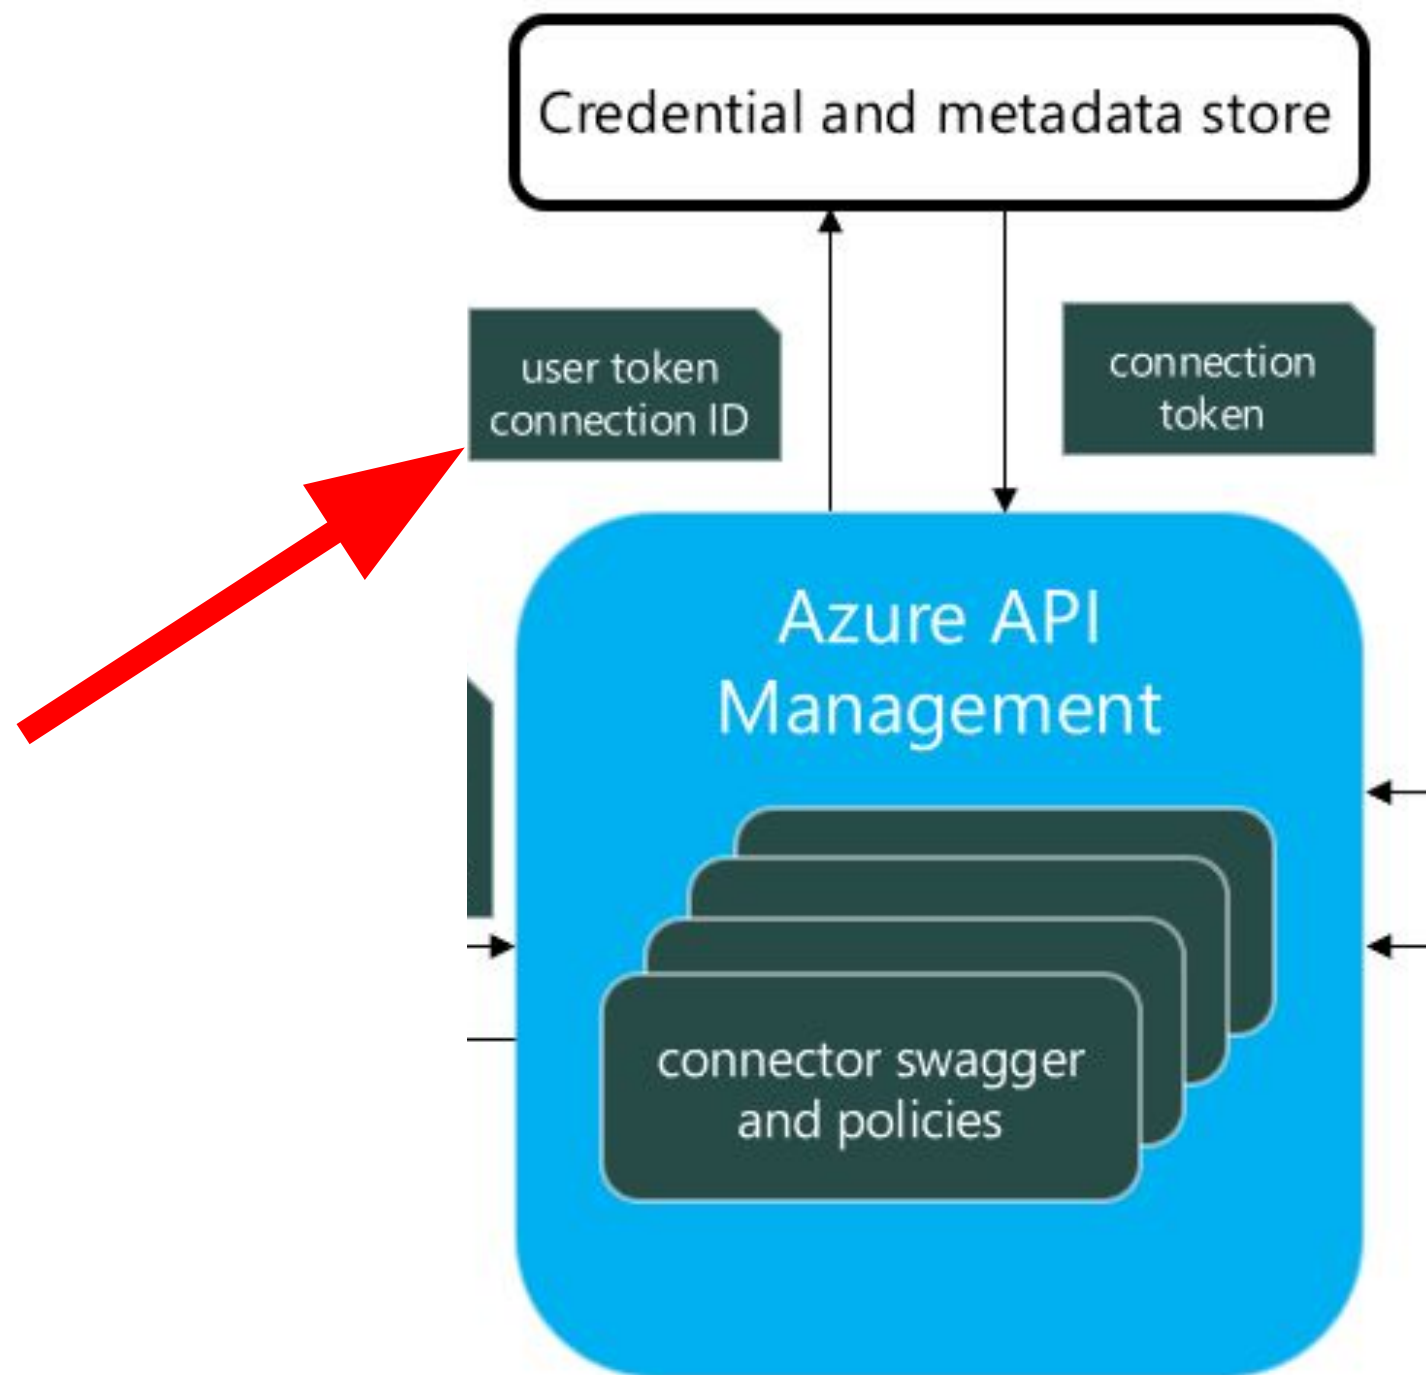 Credential and metadata store
user token
connection ID
connection
token
Azure API
Management
connector swagger
and policies